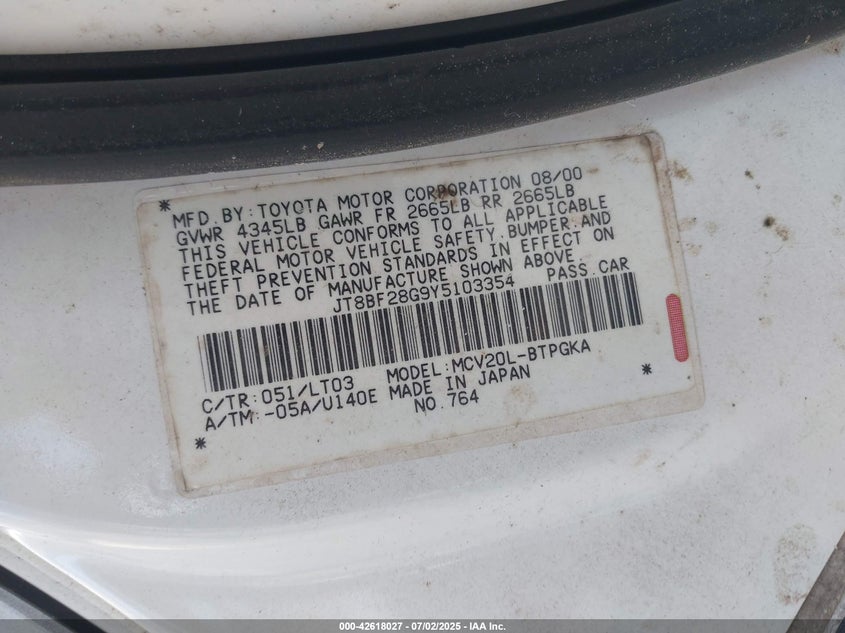 MFD. BY: TOYOTA MOTOR CORPORATION 08/00
GVWR 4345LB GAWR FR 2665LB RR 2665LB
THIS VEHICLE CONFORMS TO ALL APPLICABLE
FEDERAL MOTOR VEHICLE SAFETY, BUMPER, AND
THEFT PREVENTION STANDARDS IN EFFECT ON
THE DATE OF MANUFACTURE SHOWN ABOVE.
JT8BF28G9Y5103354 PASS. CAR
C/TR: 051/LT03 MODEL: MCV20L-BTPGKA
A/TM: -05A/U140E MADE IN JAPAN
NO. 764
000-42618027 - 07/02/2025 - IAA Inc.